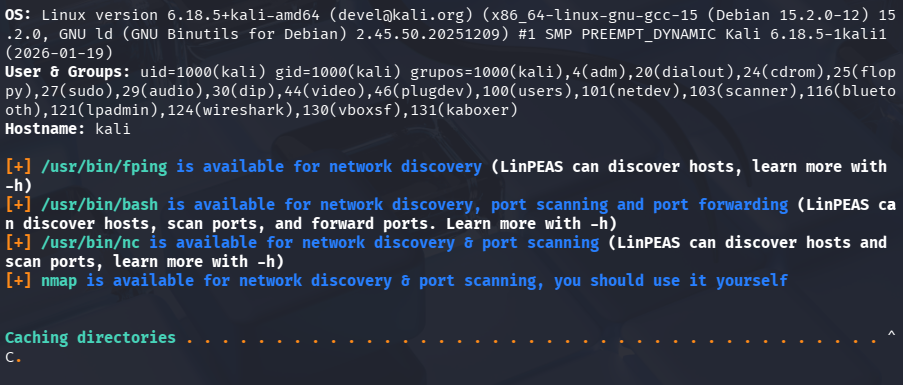 OS: Linux version 6.18.5+kali-amd64 (devel@kali.org) (x86_64-linux-gnu-gcc-15 (Debian 15.2.0-12) 15
.2.0, GNU ld (GNU Binutils for Debian) 2.45.50.20251209) #1 SMP PREEMPT_DYNAMIC Kali 6.18.5-1kali1
(2026-01-19)
User & Groups: uid=1000(kali) gid=1000(kali) grupos=1000(kali),4(adm),20(dialout),24(cdrom),25(flop
py),27(sudo),29(audio),30(dip),44(video),46(plugdev),100(users),101(netdev),103(scanner),116(blueto
oth),121(lpadmin),124(wireshark),130(vboxsf),131(kaboxer)
Hostname: kali
[+] /usr/bin/fping is available for network discovery (LinPEAS can discover hosts, learn more with
-h)
[+] /usr/bin/bash is available for network discovery, port scanning and port forwarding (LinPEAS ca
n discover hosts, scan ports, and forward ports. Learn more with -h)
[+] /usr/bin/nc is available for network discovery & port scanning (LinPEAS can discover hosts and
scan ports, learn more with -h)
[+] nmap is available for network discovery & port scanning, you should use it yourself
Caching directories . . . . . . . . . . . . . . . . . . . . . . . . . . . . . . . . . . . . . . . ^
C.